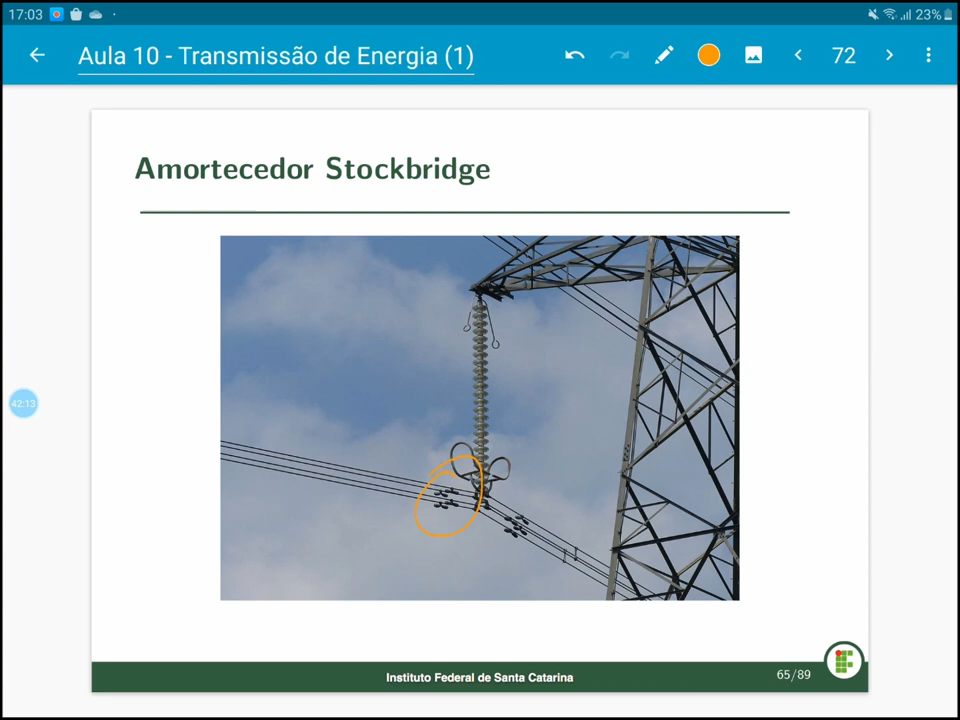 17:03
23%
Aula 10 - Transmissão de Energia (1)
72
Amortecedor Stockbridge
42:13
Instituto Federal de Santa Catarina
65/89